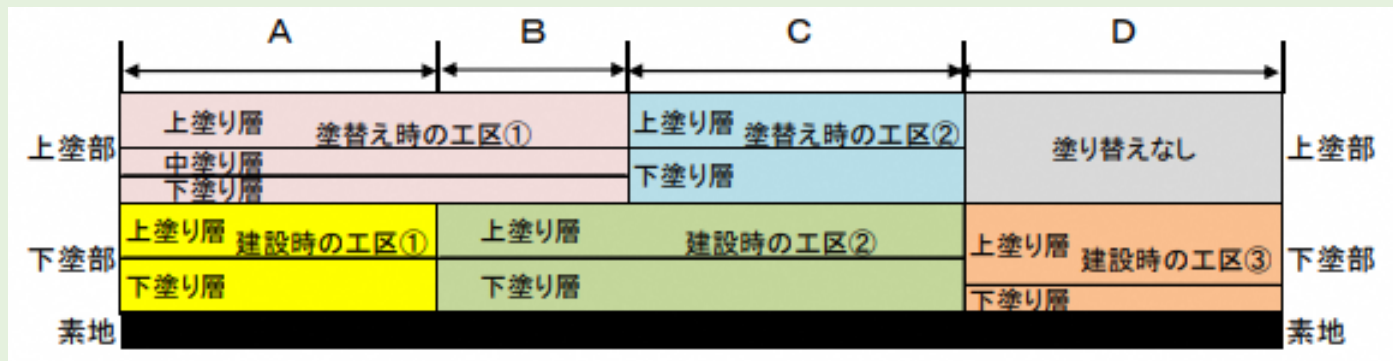 A B C D
上塗り層 塗替え時の工区① 上塗り層 塗替え時の工区② 塗り替えなし
上塗部 上塗部
中塗り層
下塗り層 下塗り層
上塗り層 建設時の工区① 上塗り層 建設時の工区② 上塗り層 建設時の工区③
下塗部 下塗部
下塗り層 下塗り層 下塗り層
素地 素地